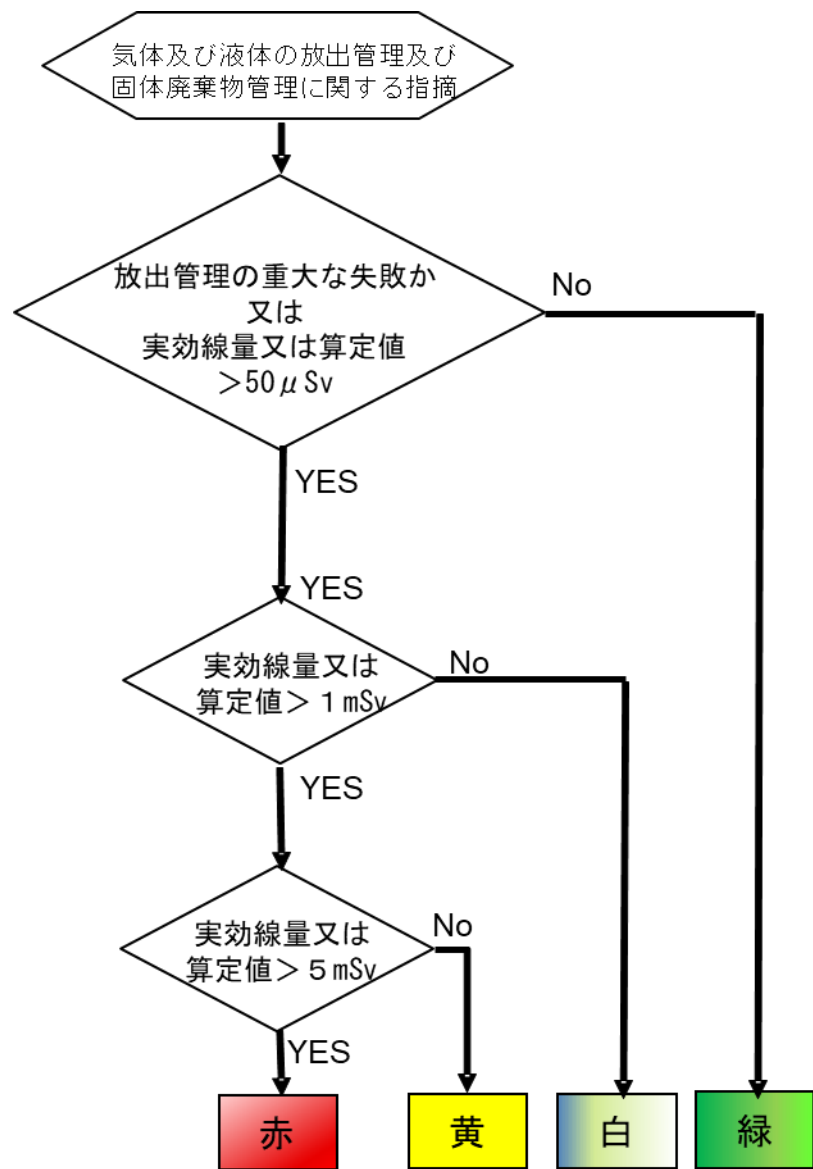 気体及び液体の放出管理及び
固体廃棄物管理に関する指摘
放出管理の重大な失敗か
又は
実効線量又は算定値
>50μSv
No
YES
YES
実効線量又は
算定値＞１mSv
No
YES
実効線量又は
算定値＞５mSv
No
YES
赤
黄
白
緑